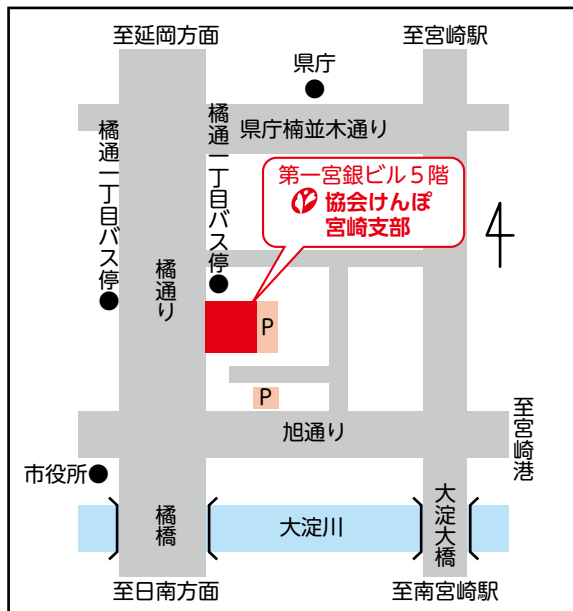 至延岡方面
至宮崎駅
県庁
県庁楠並木通り
橘通一丁目バス停
橘通一丁目バス停
第一宮銀ビル5階
協会けんぽ
宮崎支部
橘通り
P
P
旭通り
至宮崎港
市役所
橘橋
大淀川
大淀大橋
至日南方面
至南宮崎駅